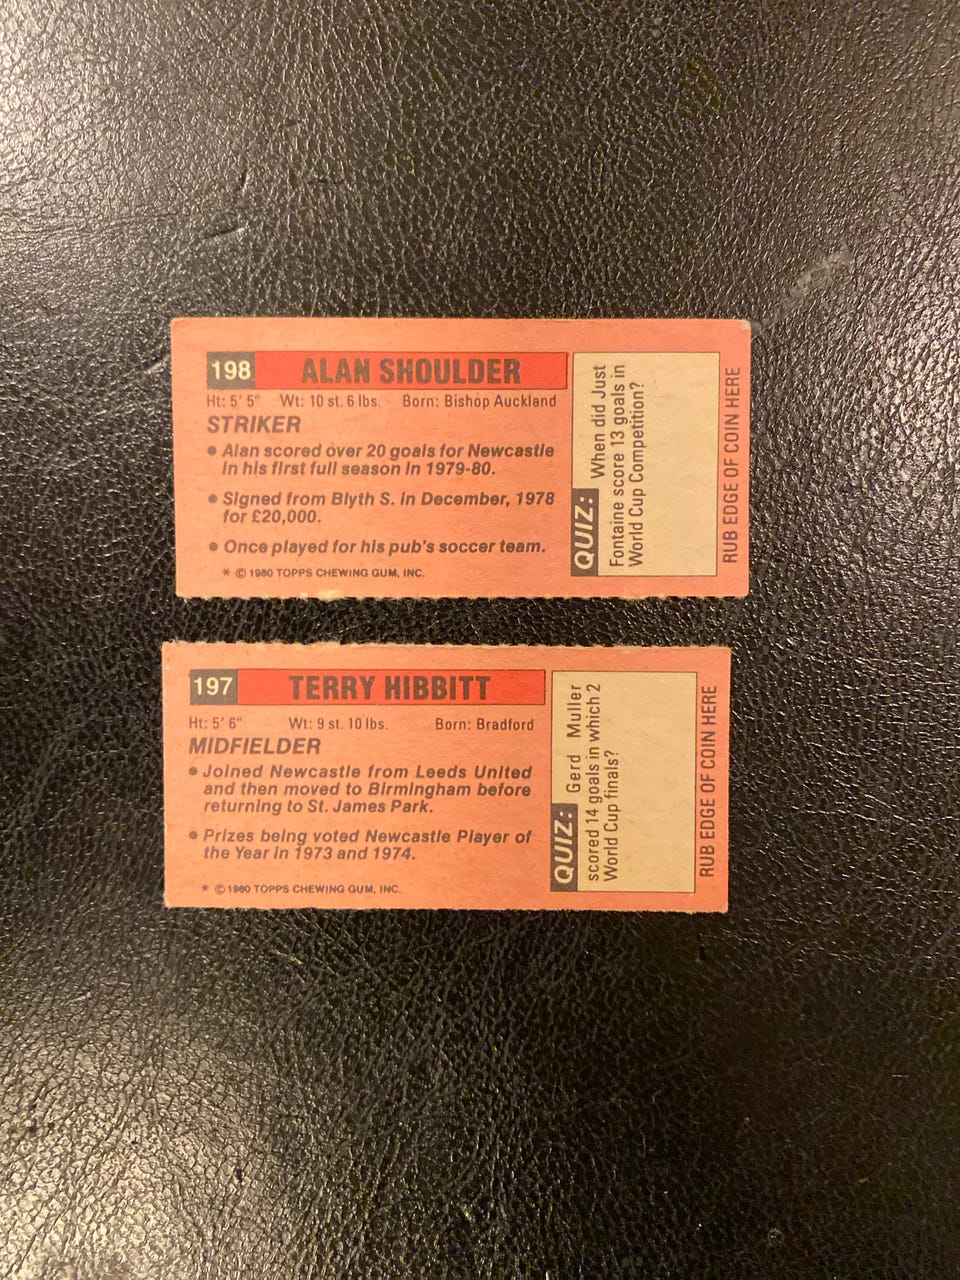 198 ALAN SHOULDER
Ht: 5' 5" Wt: 10 st. 6 lbs. Born: Bishop Auckland
STRIKER
• Alan scored over 20 goals for Newcastle
in his first full season in 1979-80.
• Signed from Blyth S. in December, 1978
for £20,000.
• Once played for his pub's soccer team.
* © 1980 TOPPS CHEWING GUM, INC.
QUIZ: When did Just
Fontaine score 13 goals in
World Cup Competition?
RUB EDGE OF COIN HERE
197 TERRY HIBBITT
Ht: 5' 6" Wt: 9 st. 10 lbs. Born: Bradford
MIDFIELDER
• Joined Newcastle from Leeds United
and then moved to Birmingham before
returning to St. James Park.
• Prizes being voted Newcastle Player of
the Year in 1973 and 1974.
* © 1980 TOPPS CHEWING GUM, INC.
QUIZ: Gerd Muller
scored 14 goals in which 2
World Cup finals?
RUB EDGE OF COIN HERE